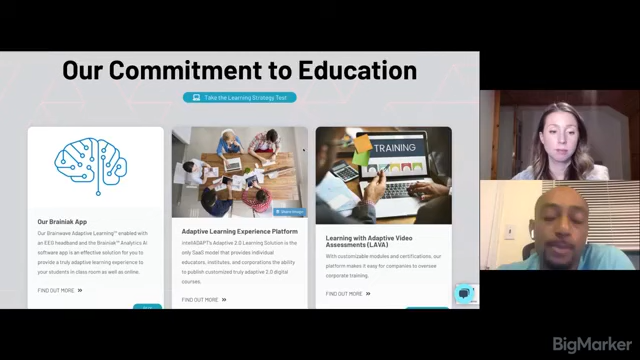 Our Commitment to Education
Take the Learning Strategy Test
TRAINING
Our Brainiak App
Our Brainwave Adaptive Learning™ enabled with
an EEG headband and the Brainiak™ Analytics AI
software app is an effective solution for you to
provide a truly adaptive learning experience to
your students in class room as well as online.
FIND OUT MORE »
Adaptive Learning Experience Platform
intellADAPT's Adaptive 2.0 Learning Solution is the
only SaaS model that provides individual
educators, institutes, and corporations the ability
to publish customized truly adaptive 2.0 digital
courses.
FIND OUT MORE »
Learning with Adaptive Video
Assessments (LAVA)
With customizable modules and certifications, our
platform makes it easy for companies to oversee
corporate training.
FIND OUT MORE »
BigMarker